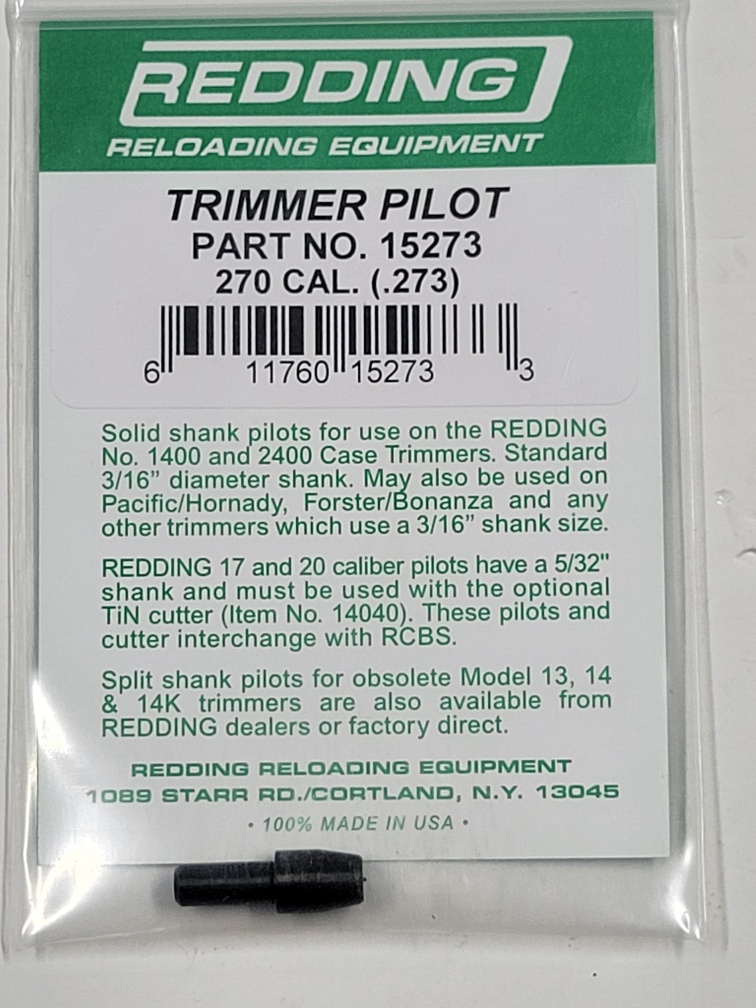 REDDING
RELOADING EQUIPMENT
TRIMMER PILOT
PART NO. 15273
270 CAL. (.273)
6 11760 15273 3
Solid shank pilots for use on the REDDING
No. 1400 and 2400 Case Trimmers. Standard
3/16” diameter shank. May also be used on
Pacific/Hornady, Forster/Bonanza and any
other trimmers which use a 3/16” shank size.
REDDING 17 and 20 caliber pilots have a 5/32"
shank and must be used with the optional
TiN cutter (Item No. 14040). These pilots and
cutter interchange with RCBS.
Split shank pilots for obsolete Model 13, 14
& 14K trimmers are also available from
REDDING dealers or factory direct.
REDDING RELOADING EQUIPMENT
1089 STARR RD./CORTLAND, N.Y. 13045
• 100% MADE IN USA •